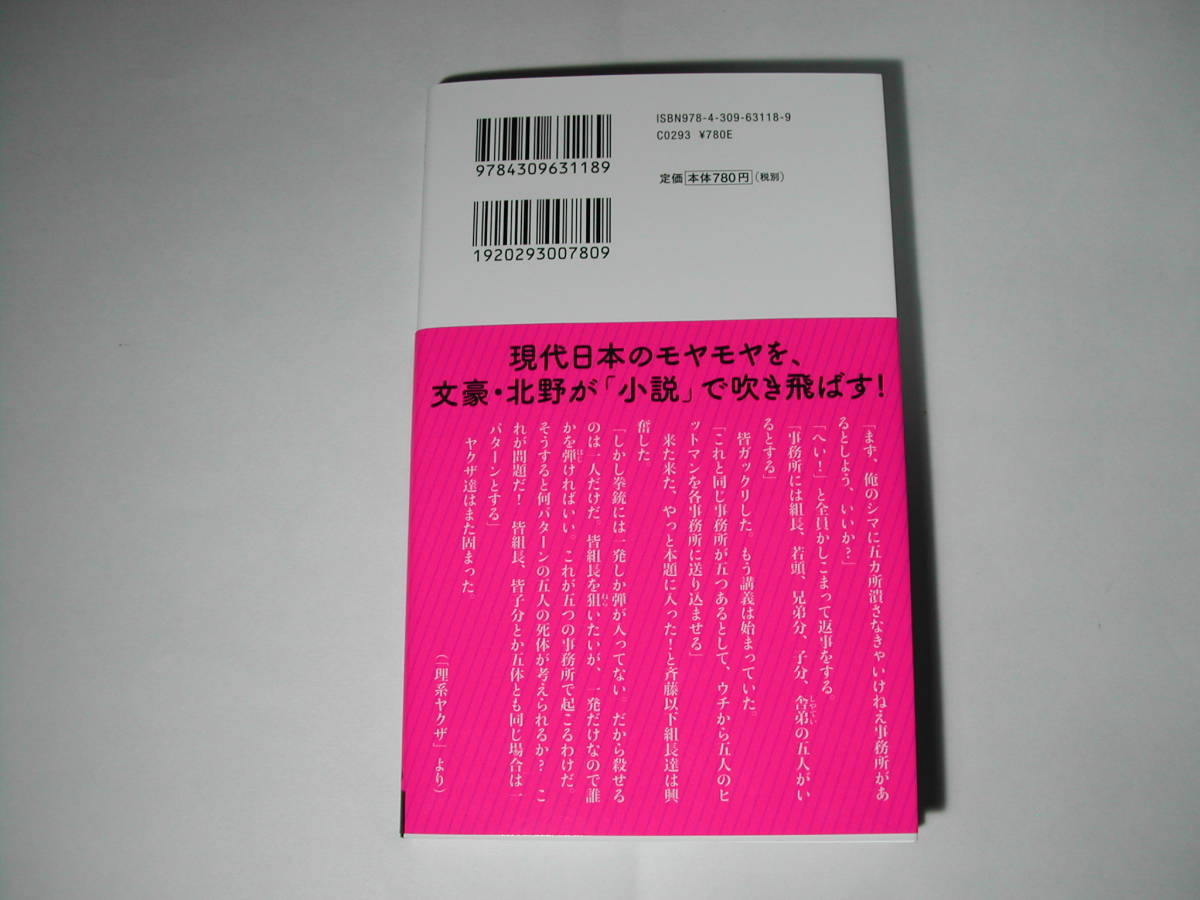 ISBN978-4-309-63118-9
C0293 ¥780E
9784309631189
定価 本体780円 (税別)
1920293007809
現代日本のモヤモヤを、
文豪・北野が「小説」で吹き飛ばす!
「まず、俺のシマに五カ所潰さなきゃいけねえ事務所があ
るとしよう、いいか?」
「へい!」と全員かしこまって返事をする。
「事務所には組長、若頭、兄弟分、子分、舎弟の五人がい
るとする」
皆ガックリした。もう講義は始まっていた。
「これと同じ事務所が五つあるとして、ウチから五人のヒ
ットマンを各事務所に送り込ませる」
来た来た、やっと本題に入った!と斉藤以下組長達は興
奮した。
「しかし拳銃には一発しか弾が入ってない。だから殺せる
のは一人だけだ。皆組長を狙いたいが、一発だけなので誰
かを弾ければいい。これが五つの事務所で起こるわけだ。
そうすると何パターンの五人の死体が考えられるか? こ
れが問題だ! 皆組長、皆子分とか五体とも同じ場合は一
パターンとする」
ヤクザ達はまた固まった。
(「理系ヤクザ」より)